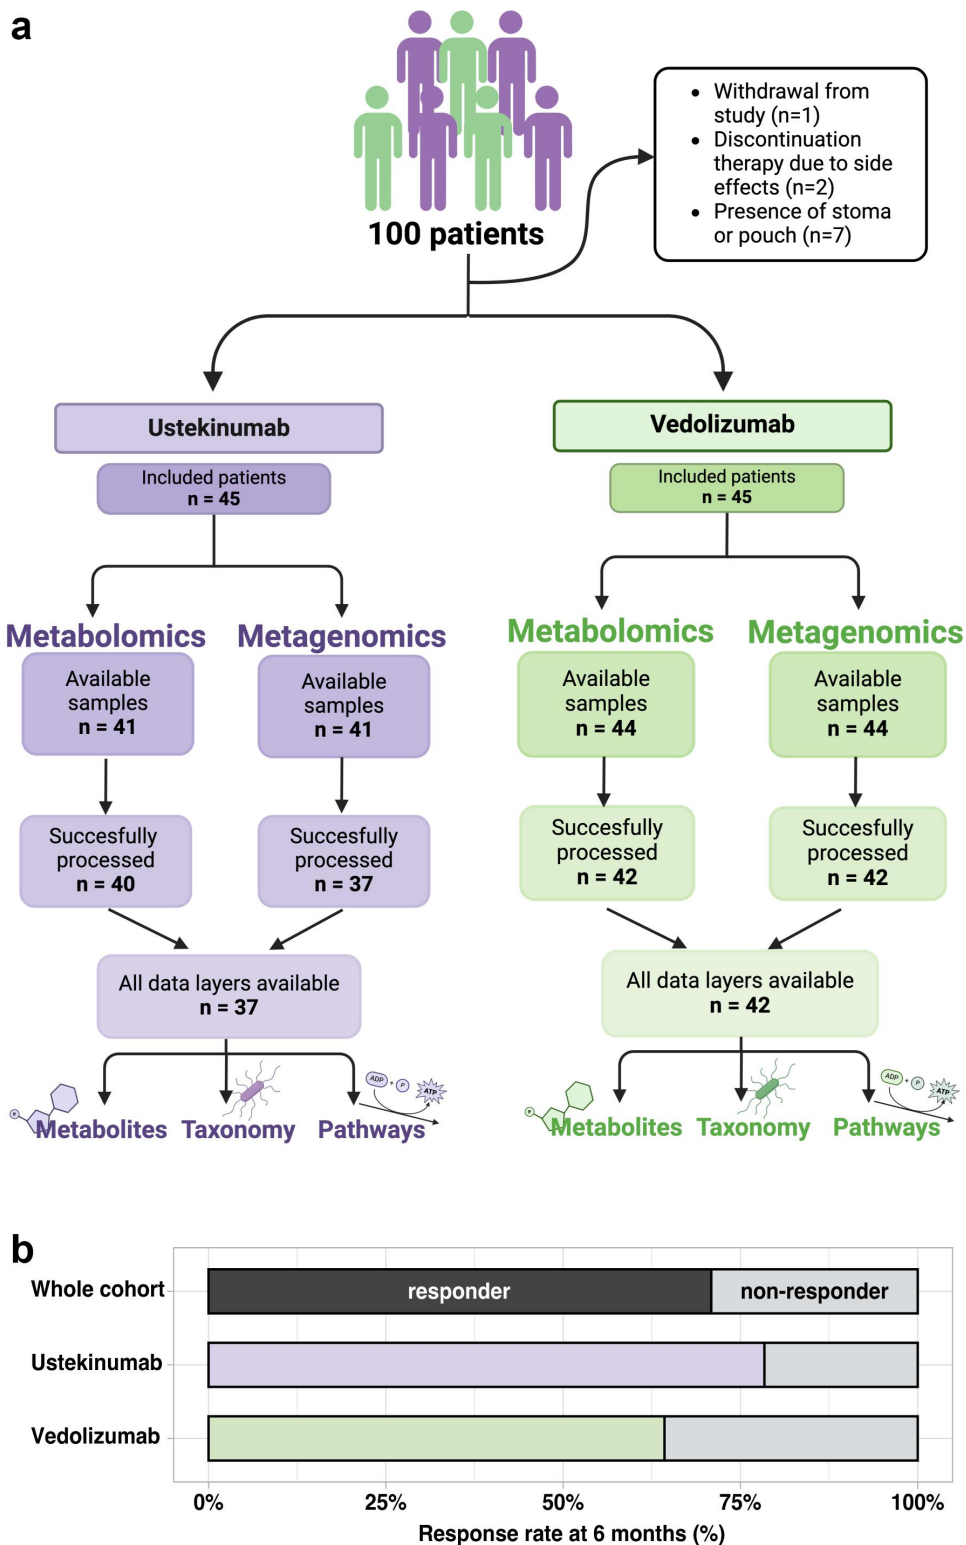 a
100 patients
• Withdrawal from
study (n=1)
• Discontinuation
therapy due to side
effects (n=2)
• Presence of stoma
or pouch (n=7)
Ustekinumab
Included patients
n = 45
Vedolizumab
Included patients
n = 45
Metabolomics
Available
samples
n = 41
Succesfully
processed
n = 40
Metagenomics
Available
samples
n = 41
Succesfully
processed
n = 37
Metabolomics
Available
samples
n = 44
Succesfully
processed
n = 42
Metagenomics
Available
samples
n = 44
Succesfully
processed
n = 42
All data layers available
n = 37
All data layers available
n = 42
P
ADP + P
ATP
Metabolites Taxonomy Pathways
P
ADP + P
ATP
Metabolites Taxonomy Pathways
b
Whole cohort
responder
non-responder
Ustekinumab
Vedolizumab
0% 25% 50% 75% 100%
Response rate at 6 months (%)